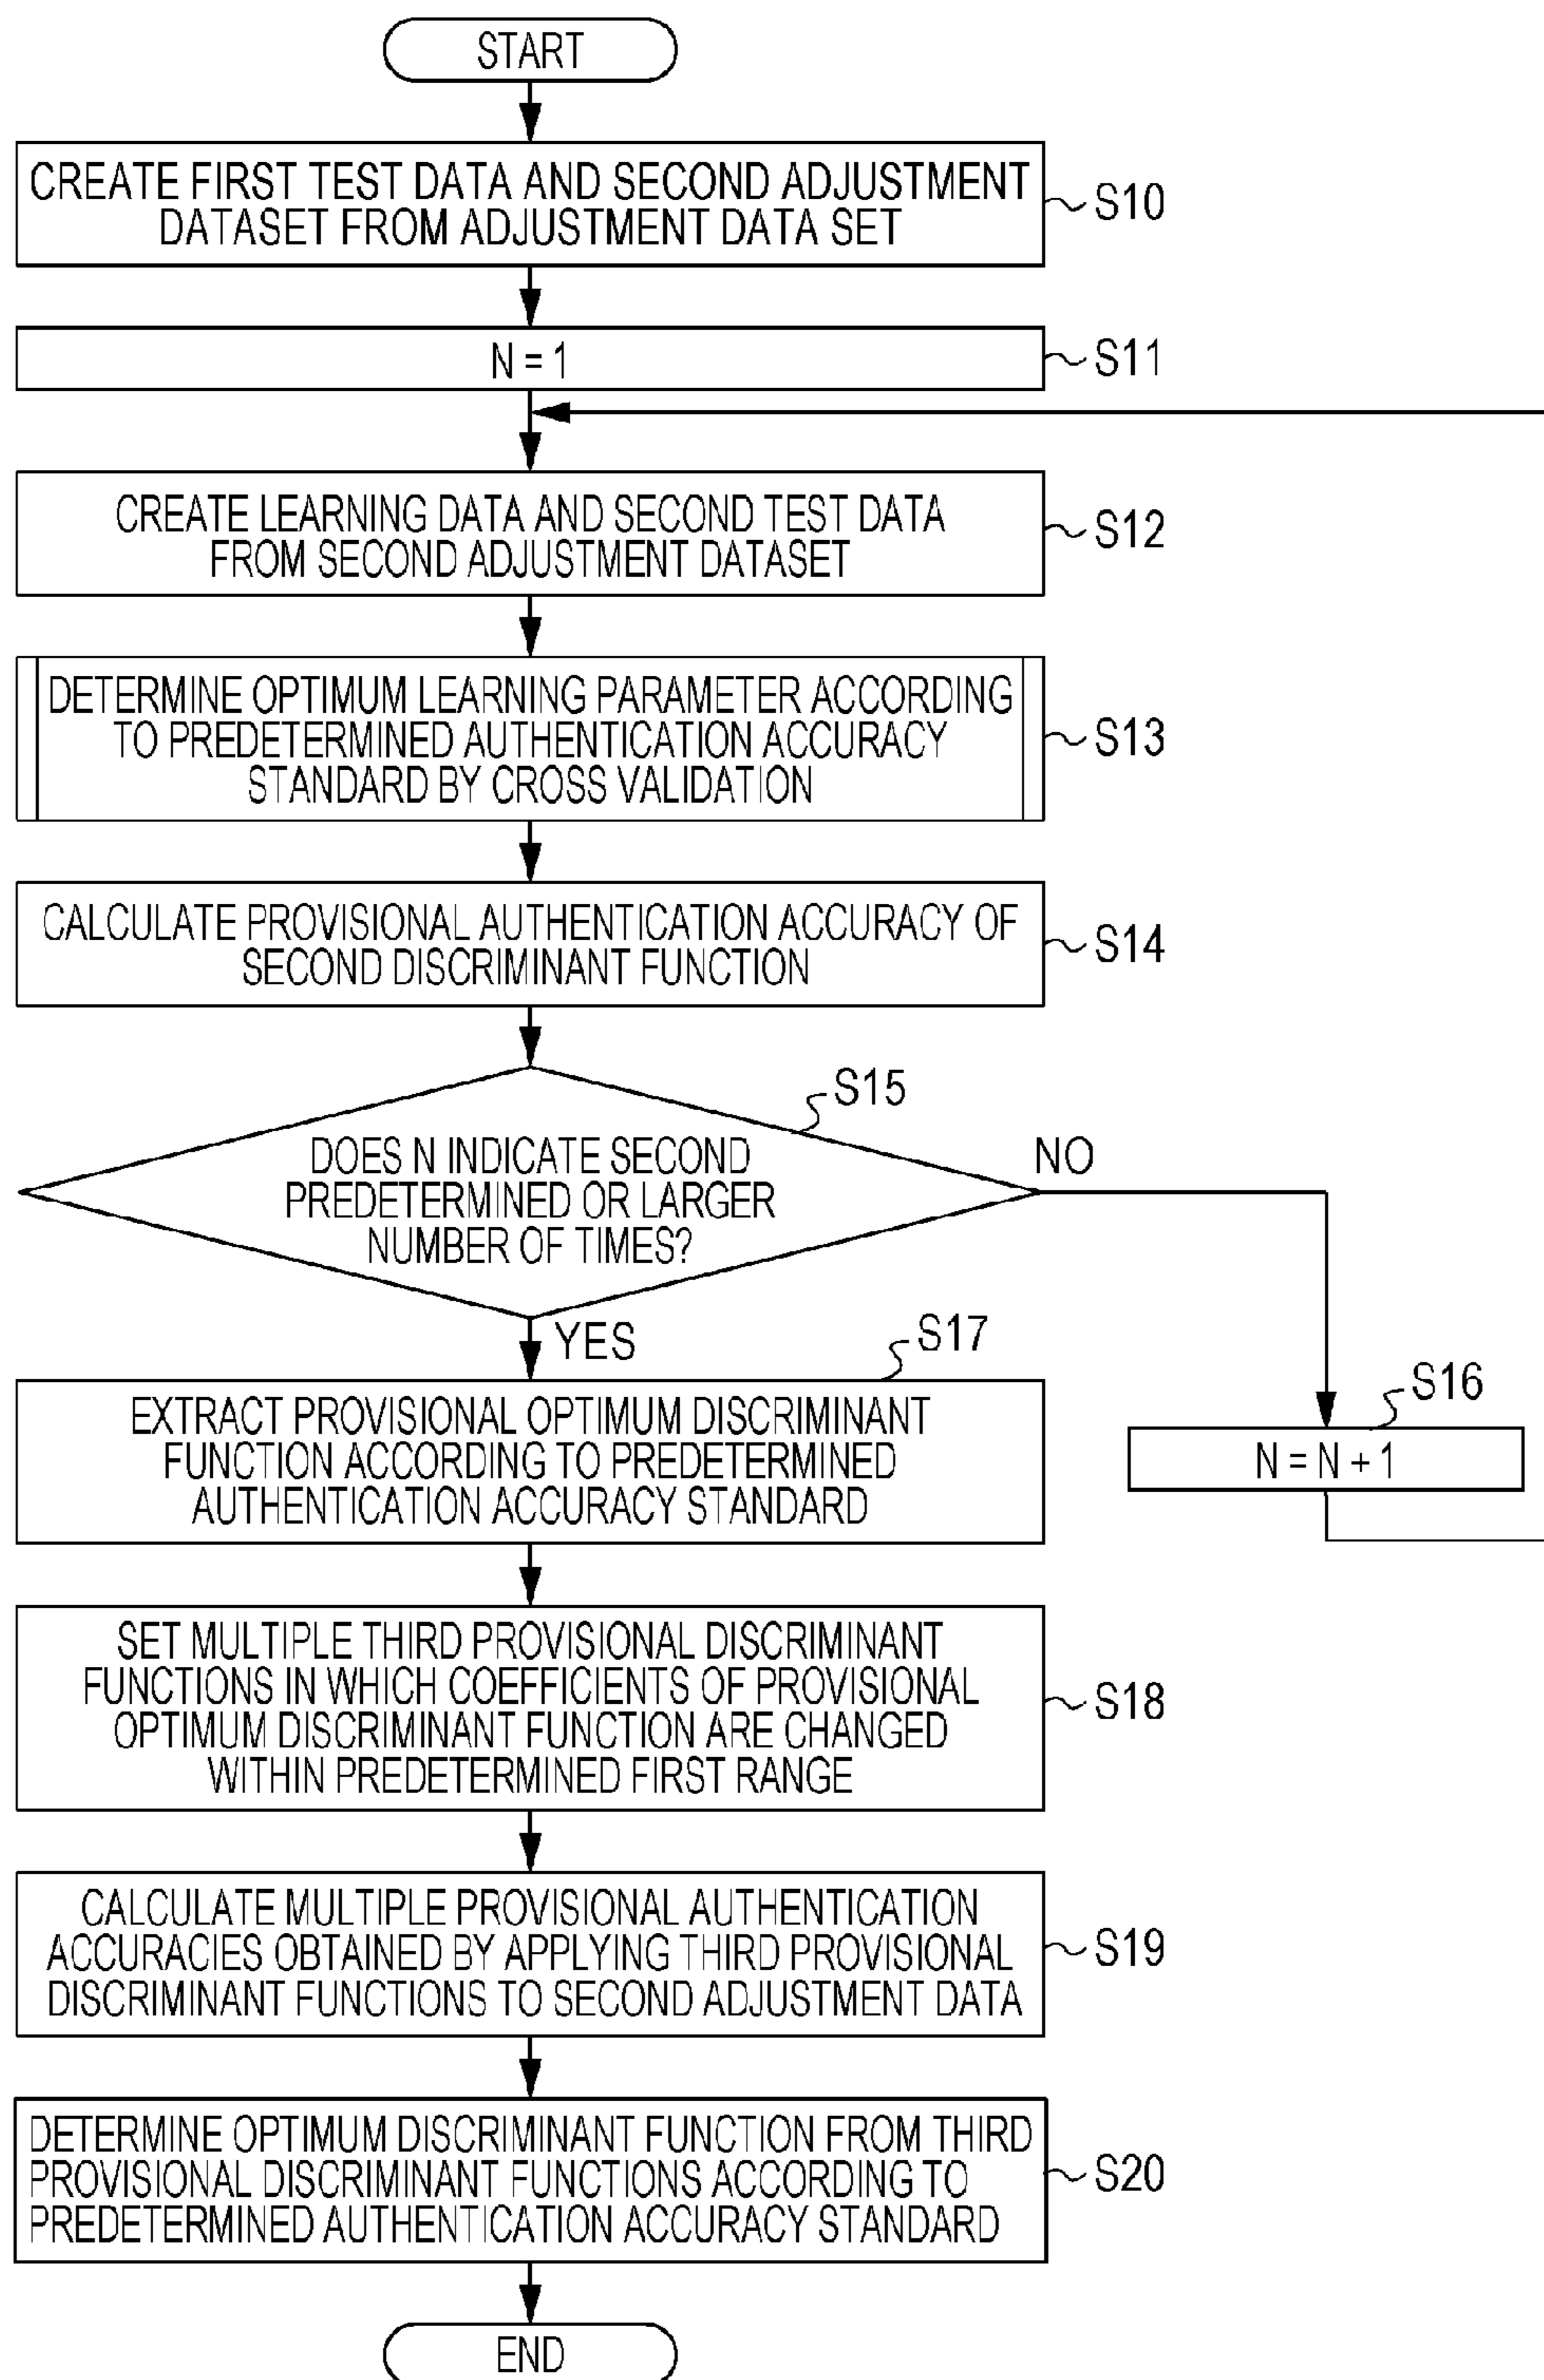 START
CREATE FIRST TEST DATA AND SECOND ADJUSTMENT
DATASET FROM ADJUSTMENT DATA SET
S10
N = 1
S11
CREATE LEARNING DATA AND SECOND TEST DATA
FROM SECOND ADJUSTMENT DATASET
S12
DETERMINE OPTIMUM LEARNING PARAMETER ACCORDING
TO PREDETERMINED AUTHENTICATION ACCURACY
STANDARD BY CROSS VALIDATION
S13
CALCULATE PROVISIONAL AUTHENTICATION ACCURACY OF
SECOND DISCRIMINANT FUNCTION
S14
S15
DOES N INDICATE SECOND
PREDETERMINED OR LARGER
NUMBER OF TIMES?
NO
YES
S17
EXTRACT PROVISIONAL OPTIMUM DISCRIMINANT
FUNCTION ACCORDING TO PREDETERMINED
AUTHENTICATION ACCURACY STANDARD
S16
N = N + 1
SET MULTIPLE THIRD PROVISIONAL DISCRIMINANT
FUNCTIONS IN WHICH COEFFICIENTS OF PROVISIONAL
OPTIMUM DISCRIMINANT FUNCTION ARE CHANGED
WITHIN PREDETERMINED FIRST RANGE
S18
CALCULATE MULTIPLE PROVISIONAL AUTHENTICATION
ACCURACIES OBTAINED BY APPLYING THIRD PROVISIONAL
DISCRIMINANT FUNCTIONS TO SECOND ADJUSTMENT DATA
S19
DETERMINE OPTIMUM DISCRIMINANT FUNCTION FROM THIRD
PROVISIONAL DISCRIMINANT FUNCTIONS ACCORDING TO
PREDETERMINED AUTHENTICATION ACCURACY STANDARD
S20
END